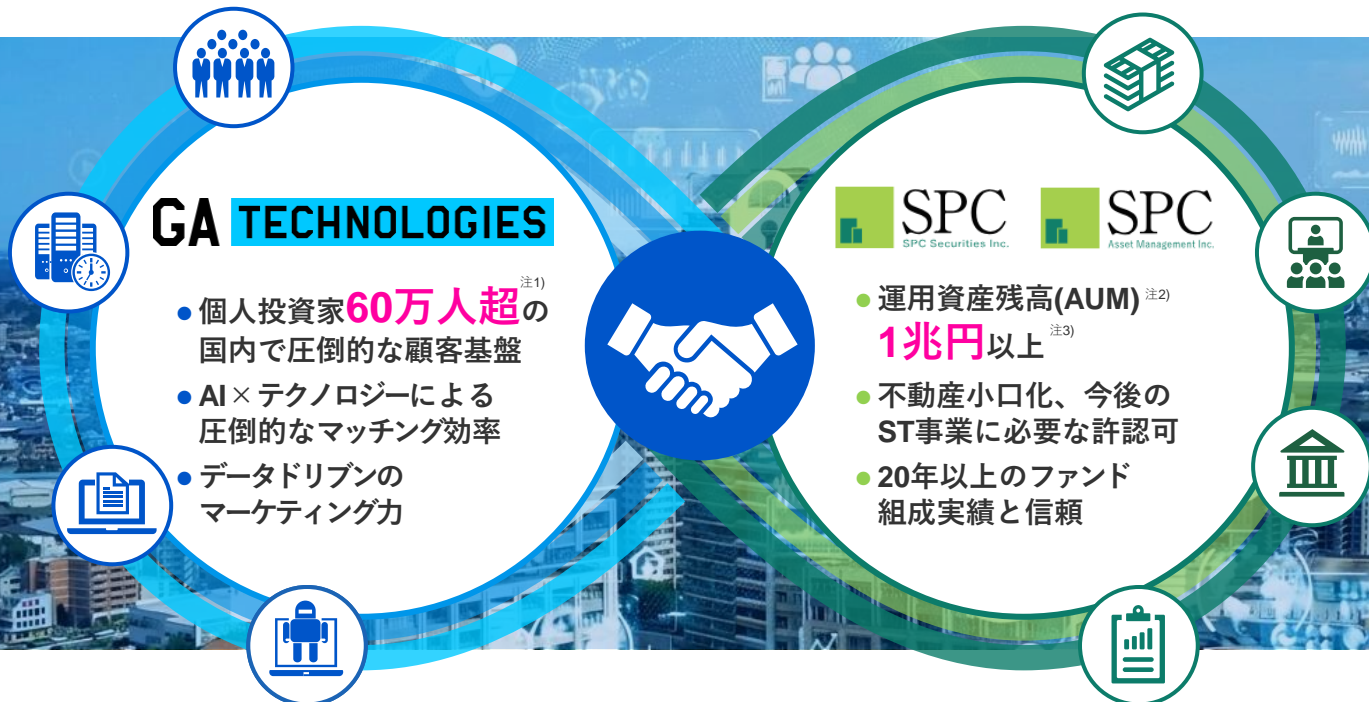 GA TECHNOLOGIES
個人投資家60万人超の 注1)
国内で圧倒的な顧客基盤
AI×テクノロジーによる
圧倒的なマッチング効率
データドリブンの
マーケティング力
SPC
SPC Securities Inc.
SPC
Asset Management Inc.
運用資産残高(AUM) 注2)
1兆円以上 注3)
不動産小口化、今後の
ST事業に必要な許認可
20年以上のファンド
組成実績と信頼